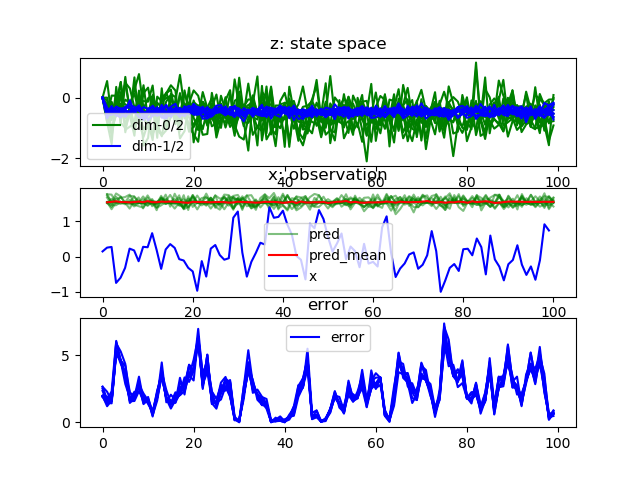 z: state space
0
−2
dim-0/2
dim-1/2
0 20 40 60 80 100
x: observation
1
0
−1
pred
pred_mean
x
0 20 40 60 80 100
error
5
0
error
0 20 40 60 80 100